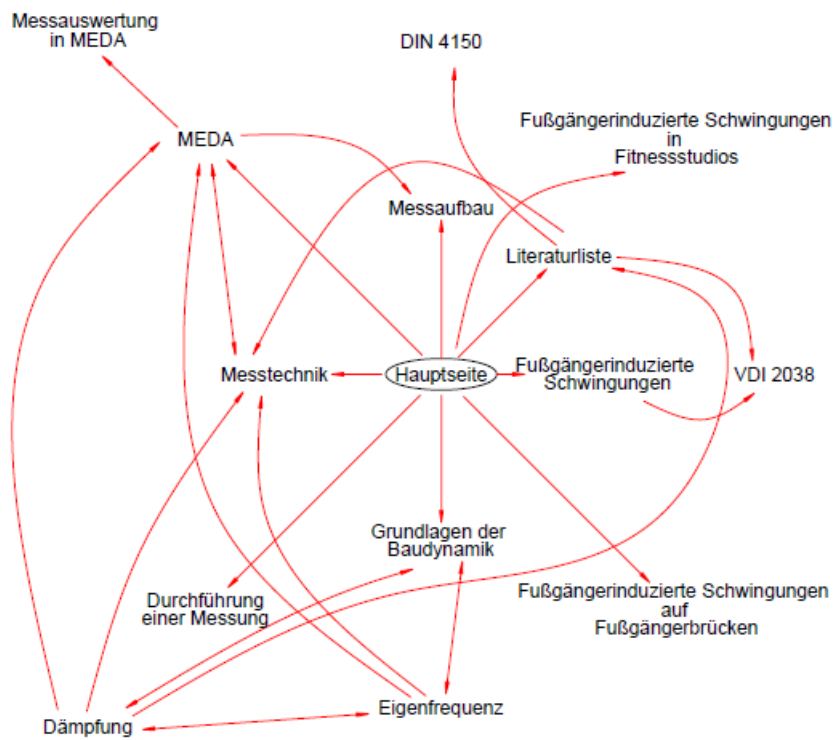 Messauswertung
in MEDA
DIN 4150
Fußgängerinduzierte Schwingungen
in
Fitnessstudios
MEDA
Messaufbau
Literaturliste
Messtechnik
Hauptseite
Fußgängerinduzierte
Schwingungen
VDI 2038
Grundlagen der
Baudynamik
Durchführung
einer Messung
Fußgängerinduzierte Schwingungen
auf
Fußgängerbrücken
Eigenfrequenz
Dämpfung